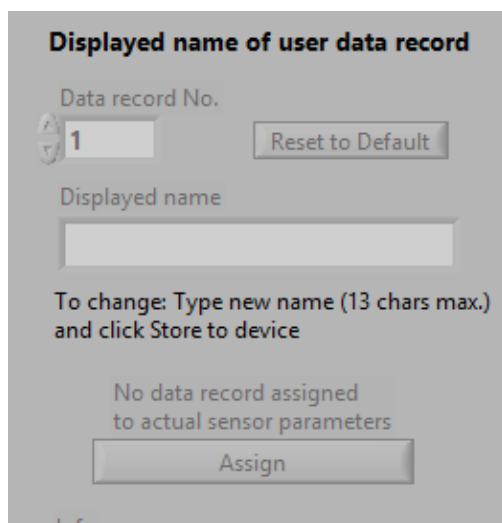 Displayed name of user data record
Data record No.
1
Reset to Default
Displayed name
To change: Type new name (13 chars max.)
and click Store to device
No data record assigned
to actual sensor parameters
Assign